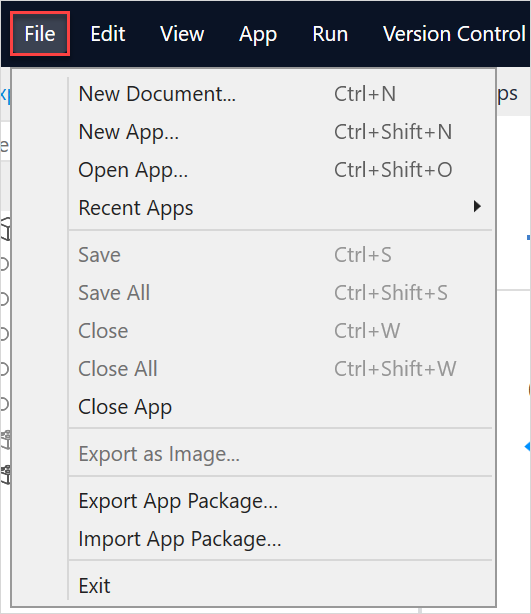 File Edit View App Run Version Control
New Document... Ctrl+N
New App... Ctrl+Shift+N
Open App... Ctrl+Shift+O
Recent Apps
Save Ctrl+S
Save All Ctrl+Shift+S
Close Ctrl+W
Close All Ctrl+Shift+W
Close App
Export as Image...
Export App Package...
Import App Package...
Exit